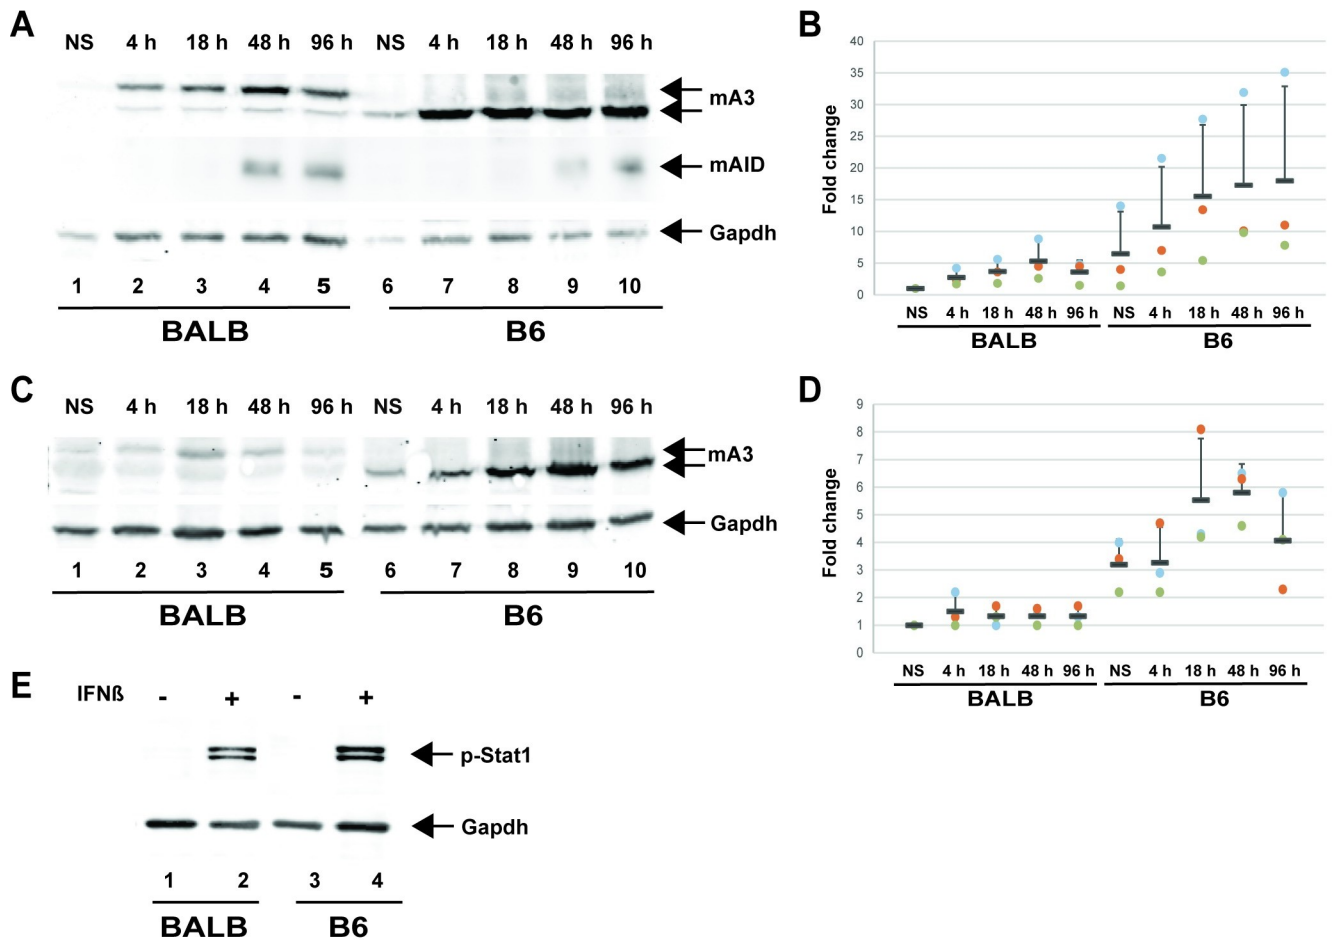 A
NS 4 h 18 h 48 h 96 h NS 4 h 18 h 48 h 96 h
mA3
mAID
Gapdh
1 2 3 4 5 6 7 8 9 10
BALB B6
B
40
35
30
25
20
15
10
5
0
Fold change
NS 4 h 18 h 48 h 96 h NS 4 h 18 h 48 h 96 h
BALB B6
C
NS 4 h 18 h 48 h 96 h NS 4 h 18 h 48 h 96 h
mA3
Gapdh
1 2 3 4 5 6 7 8 9 10
BALB B6
D
9
8
7
6
5
4
3
2
1
0
Fold change
NS 4 h 18 h 48 h 96 h NS 4 h 18 h 48 h 96 h
BALB B6
E
IFNß - + - +
p-Stat1
Gapdh
1 2 3 4
BALB B6